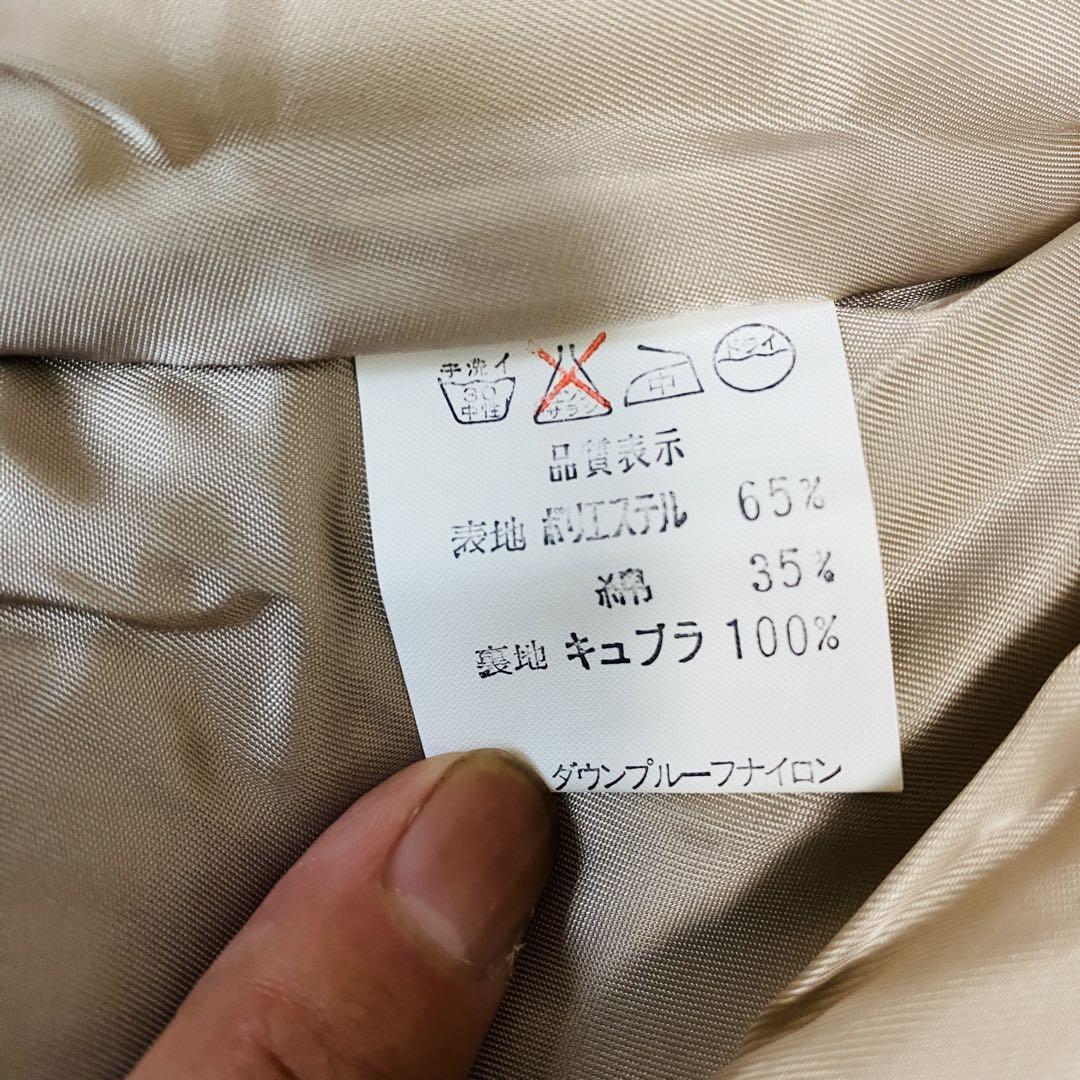 手洗イ
30
中性
エンソ
サラシ
中
ドライ
品質表示
表地 ポリエステル 65%
綿 35%
裏地 キュプラ 100%
ダウンプルーフナイロン